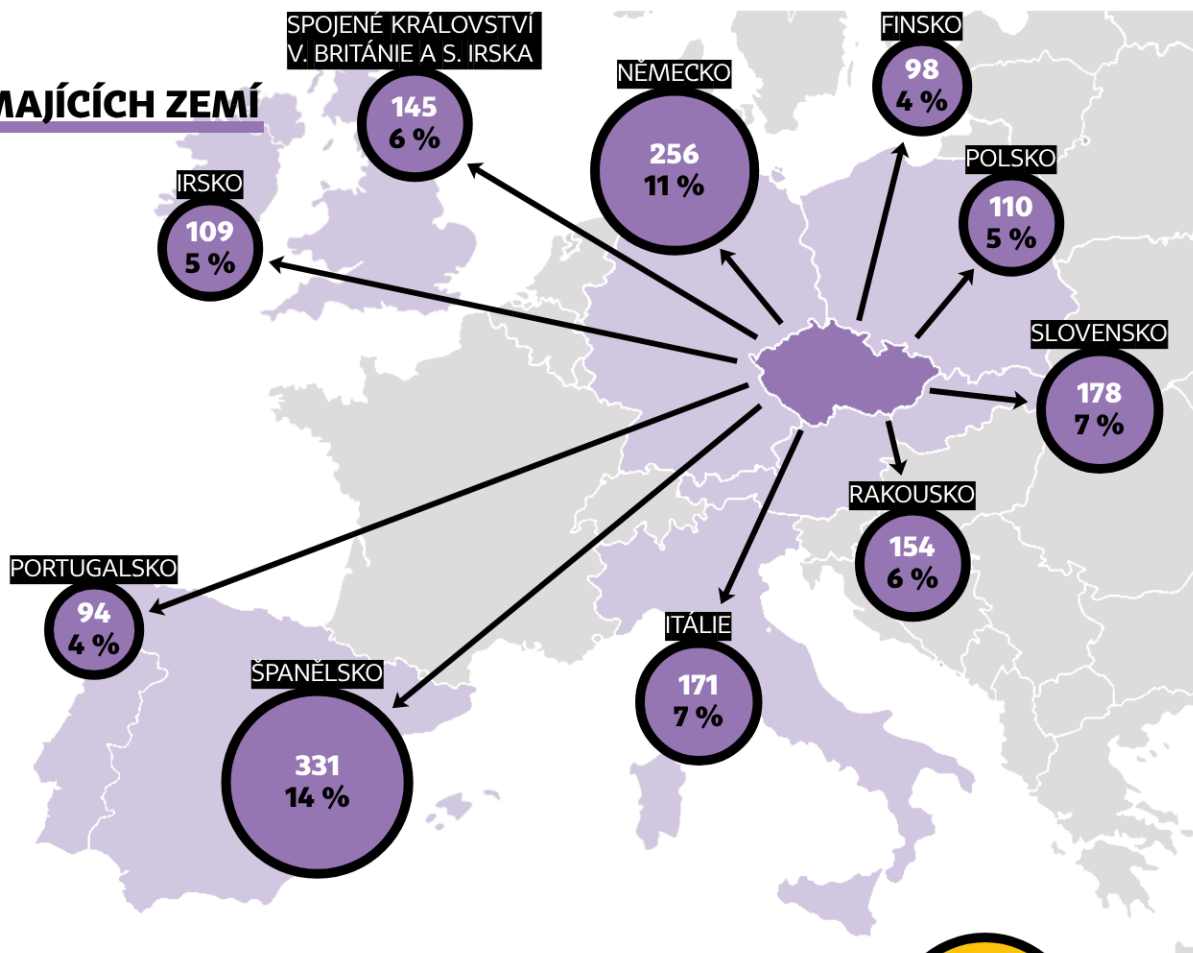 MAJÍCÍCH ZEMÍ
SPOJENÉ KRÁLOVSTVÍ
V. BRITÁNIE A S. IRSKA
145
6 %
NĚMECKO
256
11 %
FINSKO
98
4 %
POLSKO
110
5 %
IRSKO
109
5 %
SLOVENSKO
178
7 %
RAKOUSKO
154
6 %
PORTUGALSKO
94
4 %
ITÁLIE
171
7 %
ŠPANĚLSKO
331
14 %